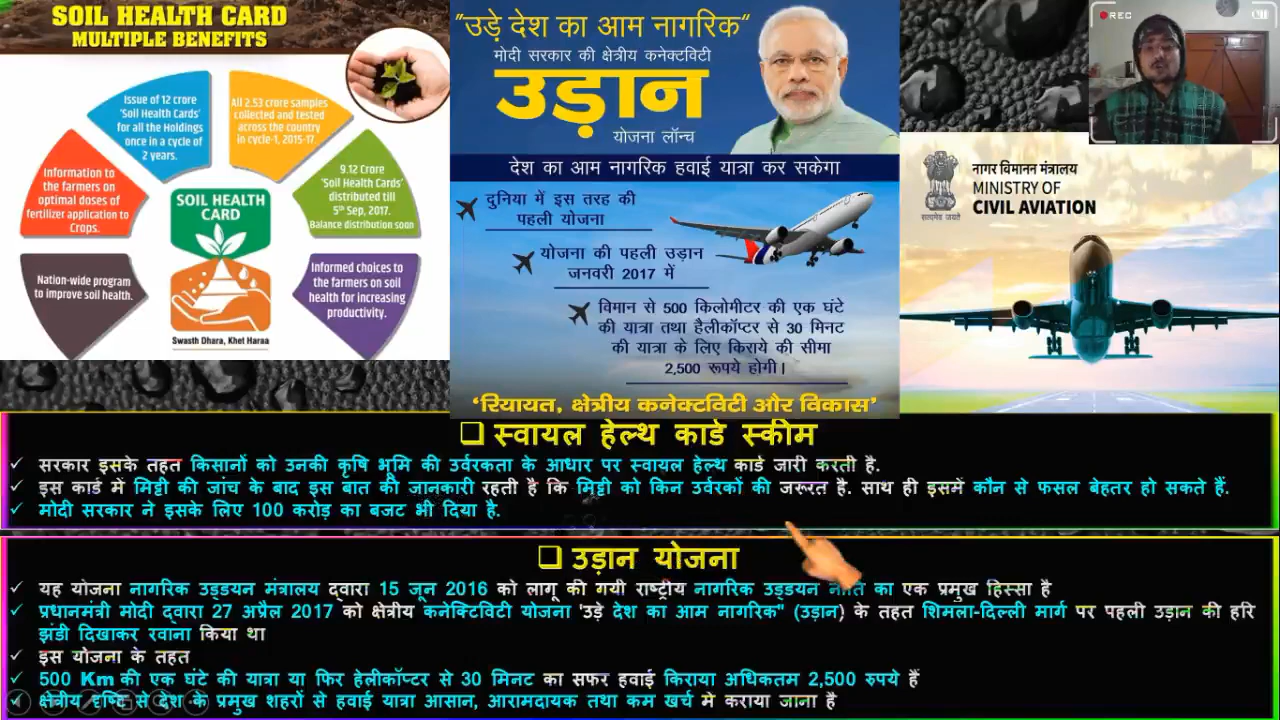 SOIL HEALTH CARD
MULTIPLE BENEFITS
Issue of 12 crore
'Soil Health Cards'
for all the Holdings
once in a cycle of
2 years.
All 2.53 crore samples
collected and tested
across the country
in cycle-1, 2015-17.
Information to
the farmers on
optimal doses of
fertilizer application to
Crops.
9.12 Crore
'Soil Health Cards'
distributed till
5th Sep, 2017.
Balance distribution soon
SOIL HEALTH
CARD
Nation-wide program
to improve soil health.
Informed choices to
the farmers on soil
health for increasing
productivity.
Swasth Dhara, Khet Haraa
"उड़े देश का आम नागरिक"
मोदी सरकार की क्षेत्रीय कनेक्टविटी
उड़ान
योजना लॉन्च
देश का आम नागरिक हवाई यात्रा कर सकेगा
दुनिया में इस तरह की
पहली योजना
योजना की पहली उड़ान
जनवरी 2017 में
विमान से 500 किलोमीटर की एक घंटे
की यात्रा तथा हैलीकॉप्टर से 30 मिनट
की यात्रा के लिए किराये की सीमा
2,500 रूपये होगी।
'रियायत, क्षेत्रीय कनेक्टविटी और विकास'
REC
नागर विमानन मंत्रालय
MINISTRY OF
CIVIL AVIATION
सत्यमेव जयते
❑ स्वायल हेल्थ कार्ड स्कीम
✓ सरकार इसके तहत किसानों को उनकी कृषि भूमि की उर्वरकता के आधार पर स्वायल हेल्थ कार्ड जारी करती है.
✓ इस कार्ड में मिट्टी की जांच के बाद इस बात की जानकारी रहती है कि मिट्टी को किन उर्वरकों की जरूरत है. साथ ही इसमें कौन से फसल बेहतर हो सकते हैं.
✓ मोदी सरकार ने इसके लिए 100 करोड़ का बजट भी दिया है.
❑ उड़ान योजना
✓ यह योजना नागरिक उड्डयन मंत्रालय द्वारा 15 जून 2016 को लागू की गयी राष्ट्रीय नागरिक उड्डयन नीति का एक प्रमुख हिस्सा है
✓ प्रधानमंत्री मोदी द्वारा 27 अप्रैल 2017 को क्षेत्रीय कनेक्टिविटी योजना 'उड़े देश का आम नागरिक" (उड़ान) के तहत शिमला-दिल्ली मार्ग पर पहली उड़ान की हरि
झंडी दिखाकर रवाना किया था
✓ इस योजना के तहत
✓ 500 Km की एक घंटे की यात्रा या फिर हेलीकॉप्टर से 30 मिनट का सफर हवाई किराया अधिकतम 2,500 रुपये हैं
✓ क्षेत्रीय दृष्टि से देश के प्रमुख शहरों से हवाई यात्रा आसान, आरामदायक तथा कम खर्च मे कराया जाना है